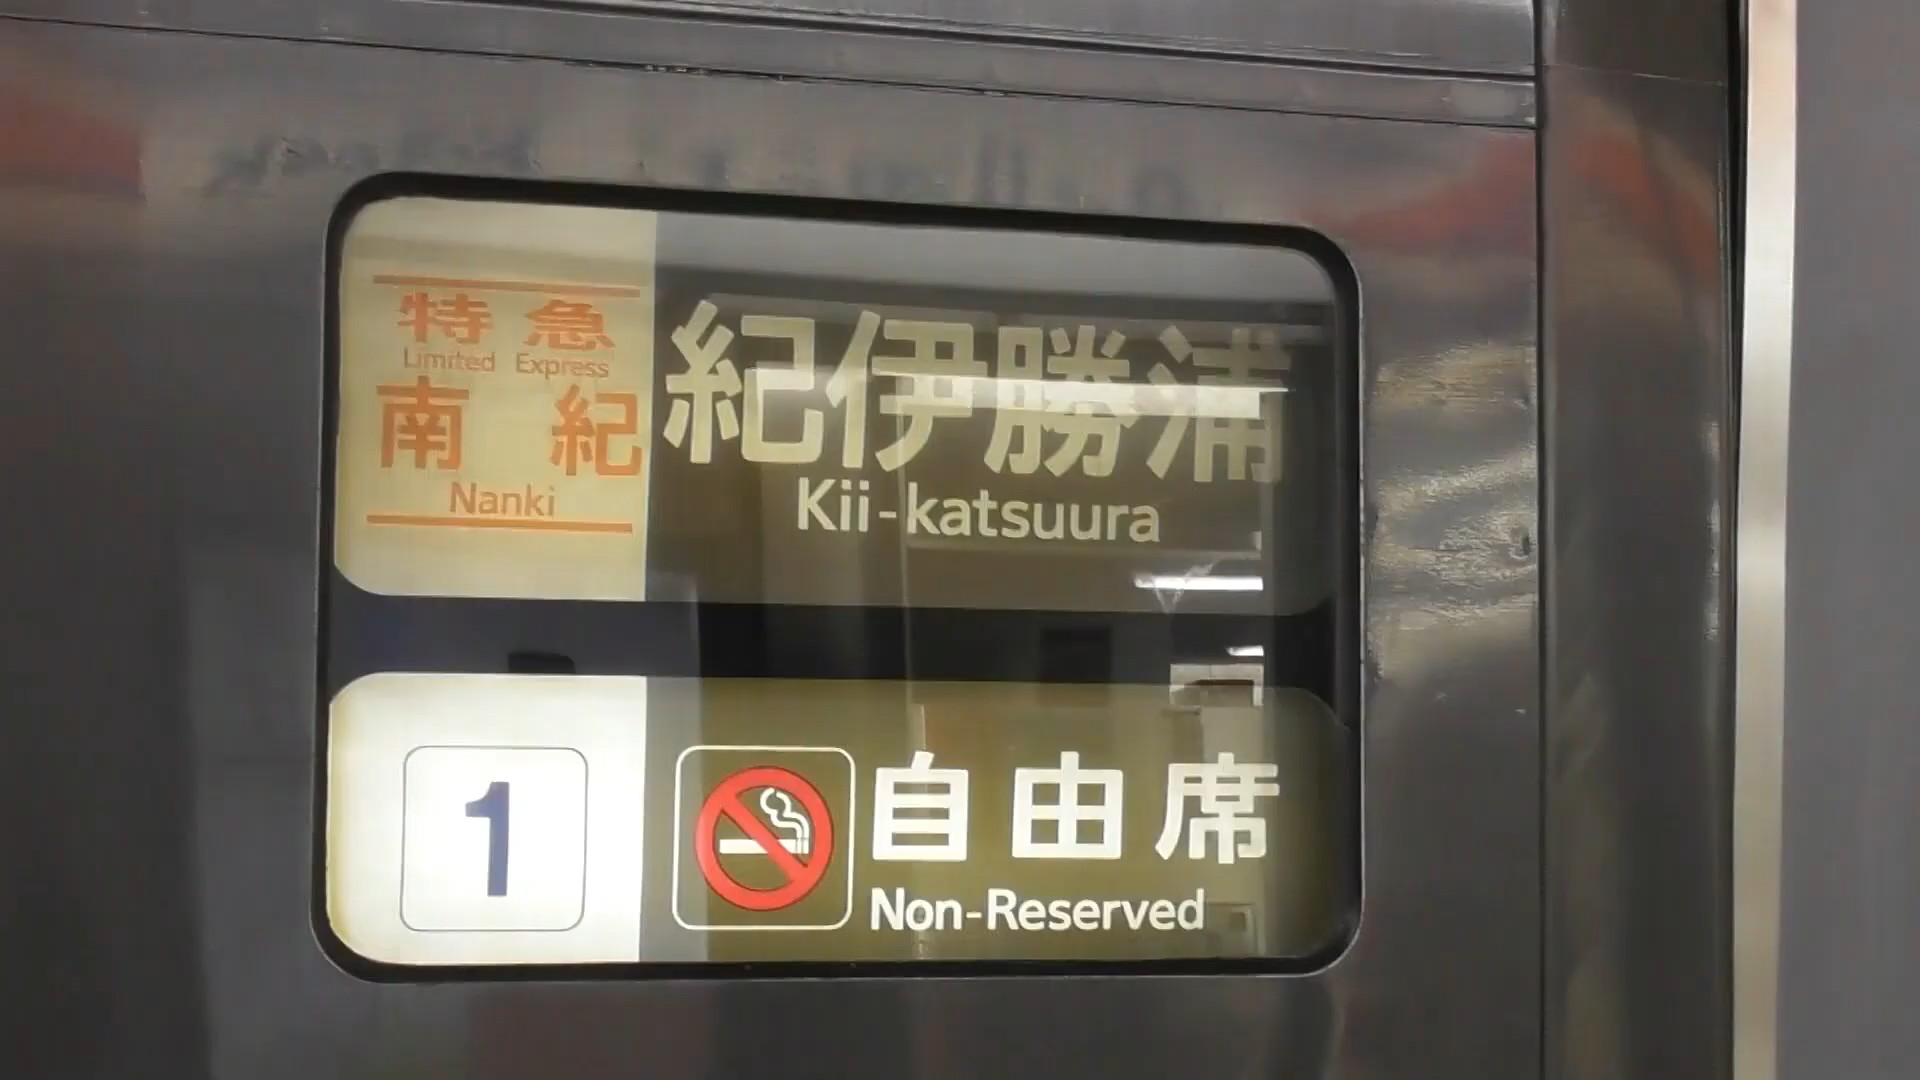 特急
Limited Express
南紀
Nanki
紀伊勝浦
Kii-katsuura
1
自由席
Non-Reserved